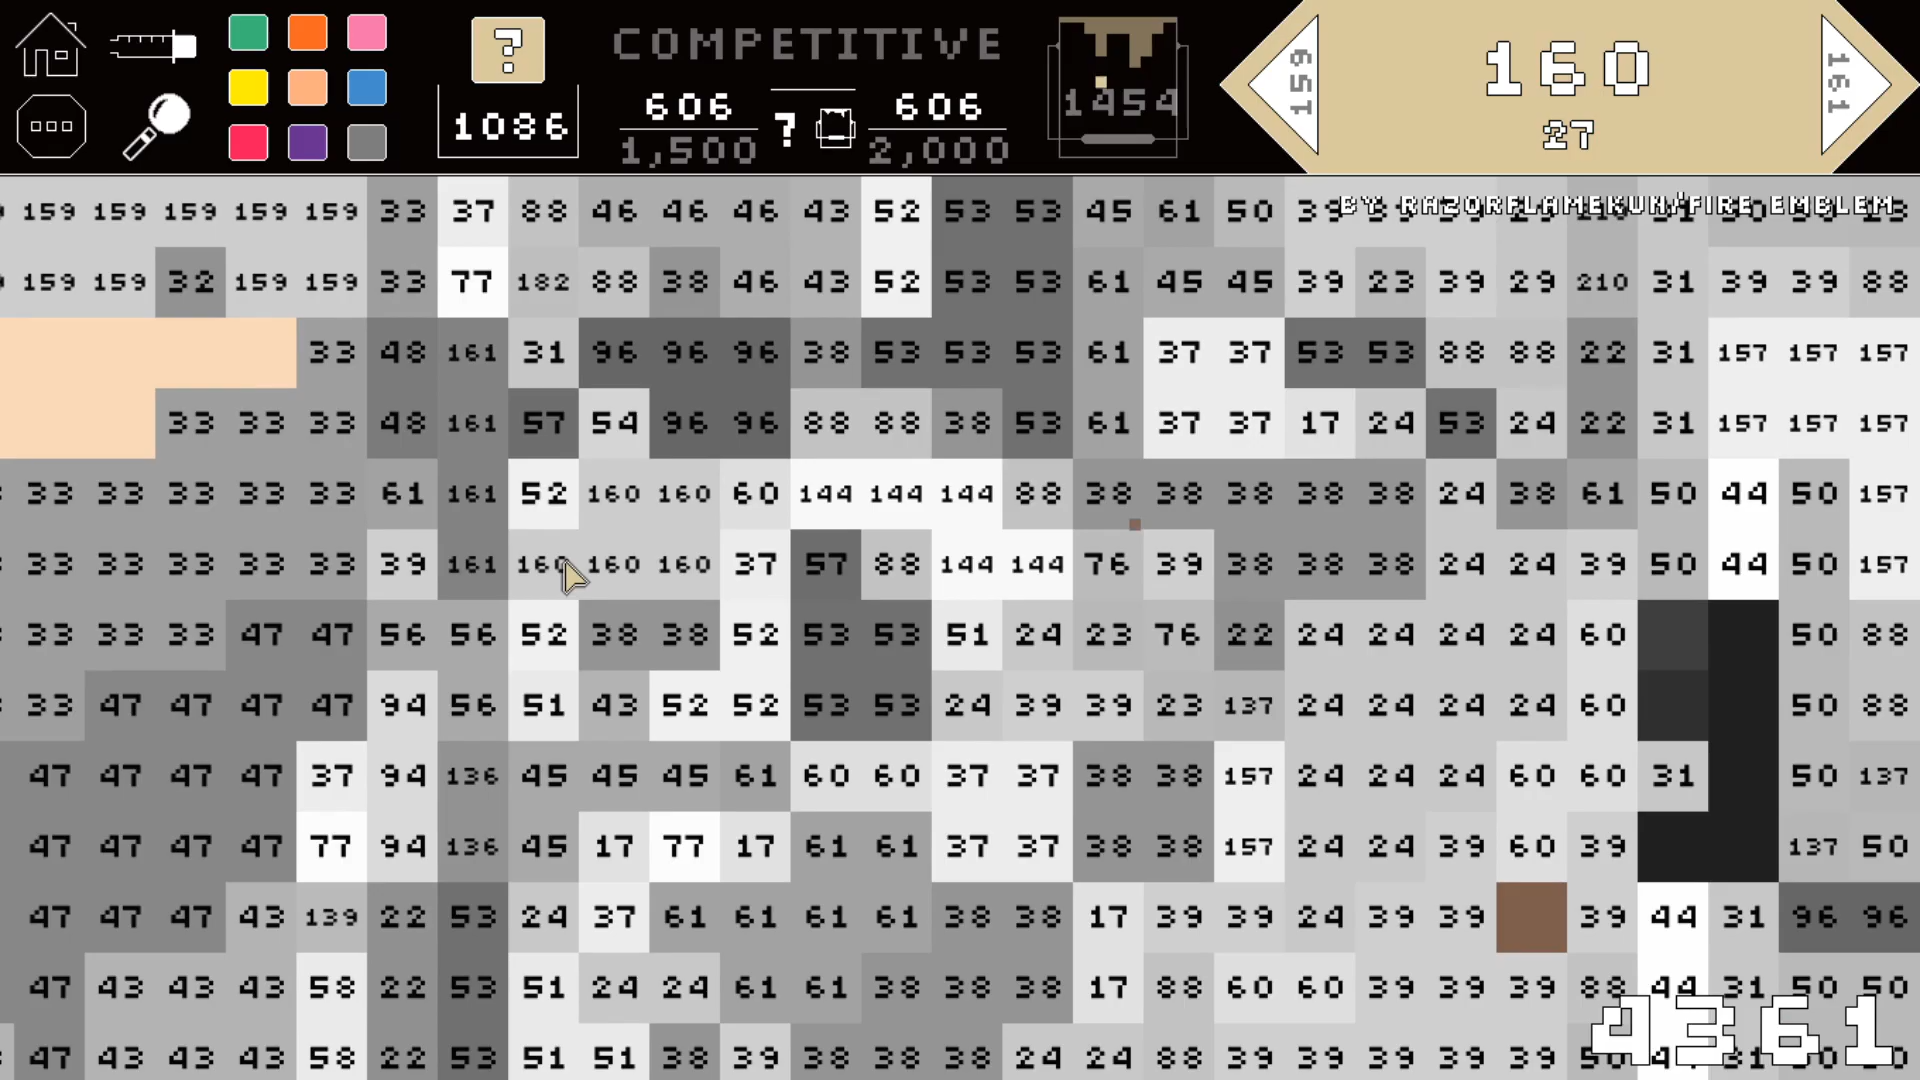 COMPETITIVE
?
1086
606
1,500
?
606
2,000
1454
159
160
27
161
BY RAZORFLAMEKUN/FIRE EMBLEM
159 159 159 159 159 33 37 88 46 46 46 43 52 53 53 45 61 50 39
159 159 32 159 159 33 77 182 88 38 46 43 52 53 53 61 45 45 39 23 39 29 210 31 39 39 88
33 48 161 31 96 96 96 38 53 53 53 61 37 37 53 53 88 88 22 31 157 157 157
33 33 33 48 161 57 54 96 96 88 88 38 53 61 37 37 17 24 53 24 22 31 157 157 157
33 33 33 33 33 61 161 52 160 160 60 144 144 144 88 38 38 38 38 38 24 38 61 50 44 50 157
33 33 33 33 33 39 161 160 160 160 37 57 88 144 144 76 39 38 38 38 24 24 39 50 44 50 157
33 33 33 47 47 56 56 52 38 38 52 53 53 51 24 23 76 22 24 24 24 24 60 50 88
33 47 47 47 47 94 56 51 43 52 52 53 53 24 39 39 23 137 24 24 24 24 60 50 88
47 47 47 47 37 94 136 45 45 45 61 60 60 37 37 38 38 157 24 24 24 60 60 31 50 137
47 47 47 47 77 94 136 45 17 77 17 61 61 37 37 38 38 157 24 24 39 60 39 137 50
47 47 47 43 139 22 53 24 37 61 61 61 61 38 38 17 39 39 24 39 39 39 44 31 96 96
47 43 43 43 58 22 53 51 24 24 61 61 38 38 38 17 88 60 60 39 39 39 88 44 31 50 50
47 43 43 43 58 22 53 51 51 38 39 38 38 38 24 24 88 39 39 39 39 39
4361